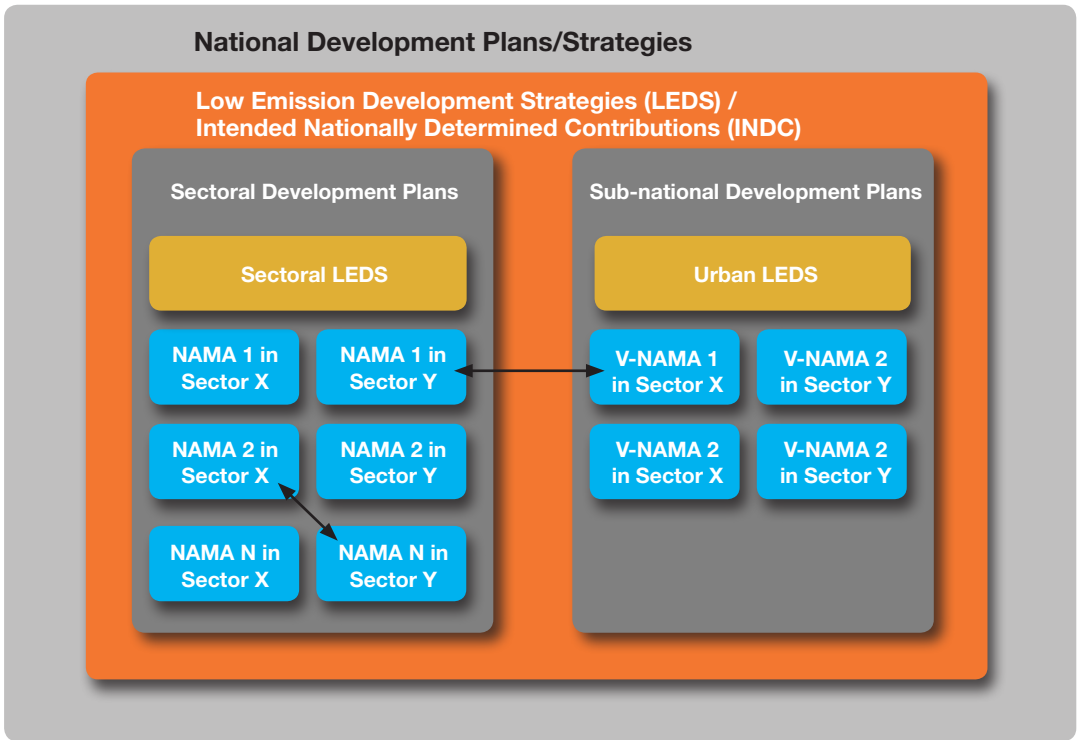 National Development Plans/Strategies
Low Emission Development Strategies (LEDS) /
Intended Nationally Determined Contributions (INDC)
Sectoral Development Plans
Sectoral LEDS
NAMA 1 in
Sector X
NAMA 1 in
Sector Y
NAMA 2 in
Sector X
NAMA 2 in
Sector Y
NAMA N in
Sector X
NAMA N in
Sector Y
Sub-national Development Plans
Urban LEDS
V-NAMA 1
in Sector X
V-NAMA 2
in Sector Y
V-NAMA 2
in Sector X
V-NAMA 2
in Sector Y